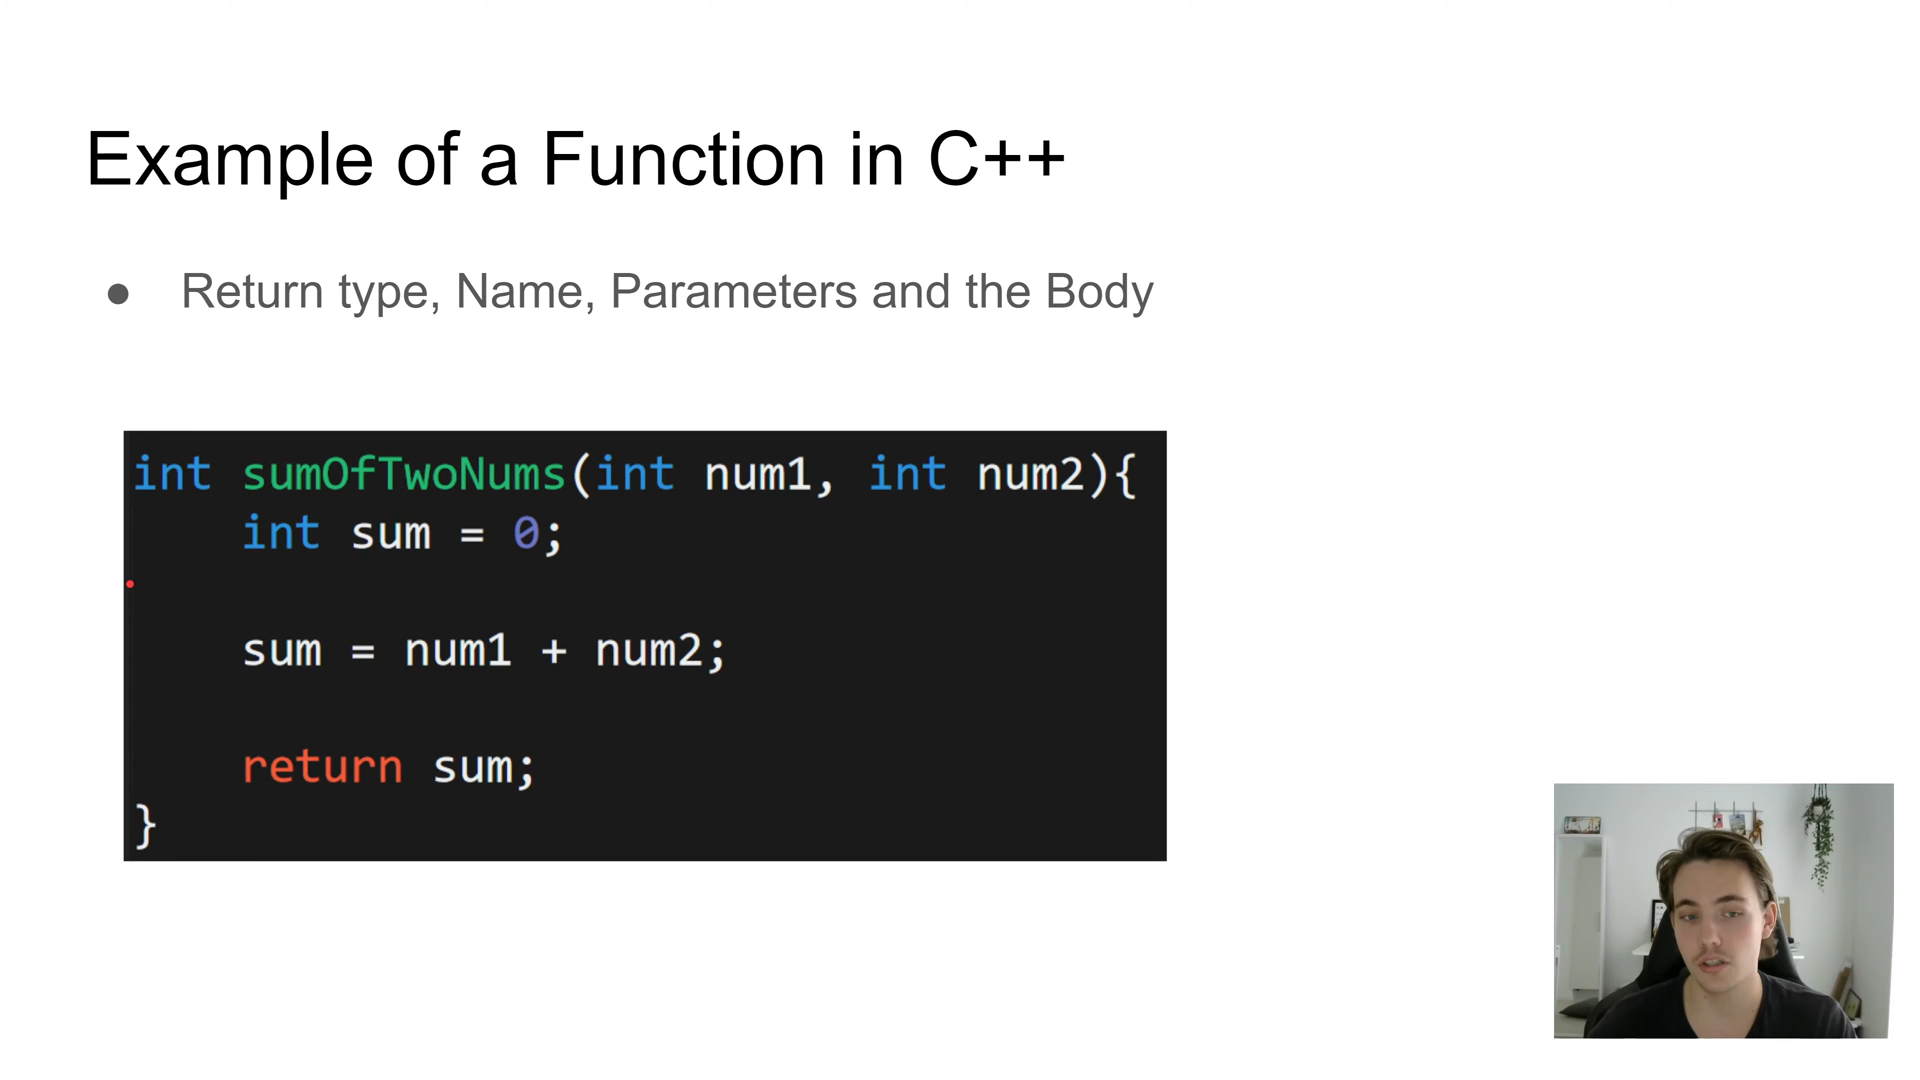 Example of a Function in C++
● Return type, Name, Parameters and the Body
int sumOfTwoNums(int num1, int num2){
    int sum = 0;
    sum = num1 + num2;
    return sum;
}